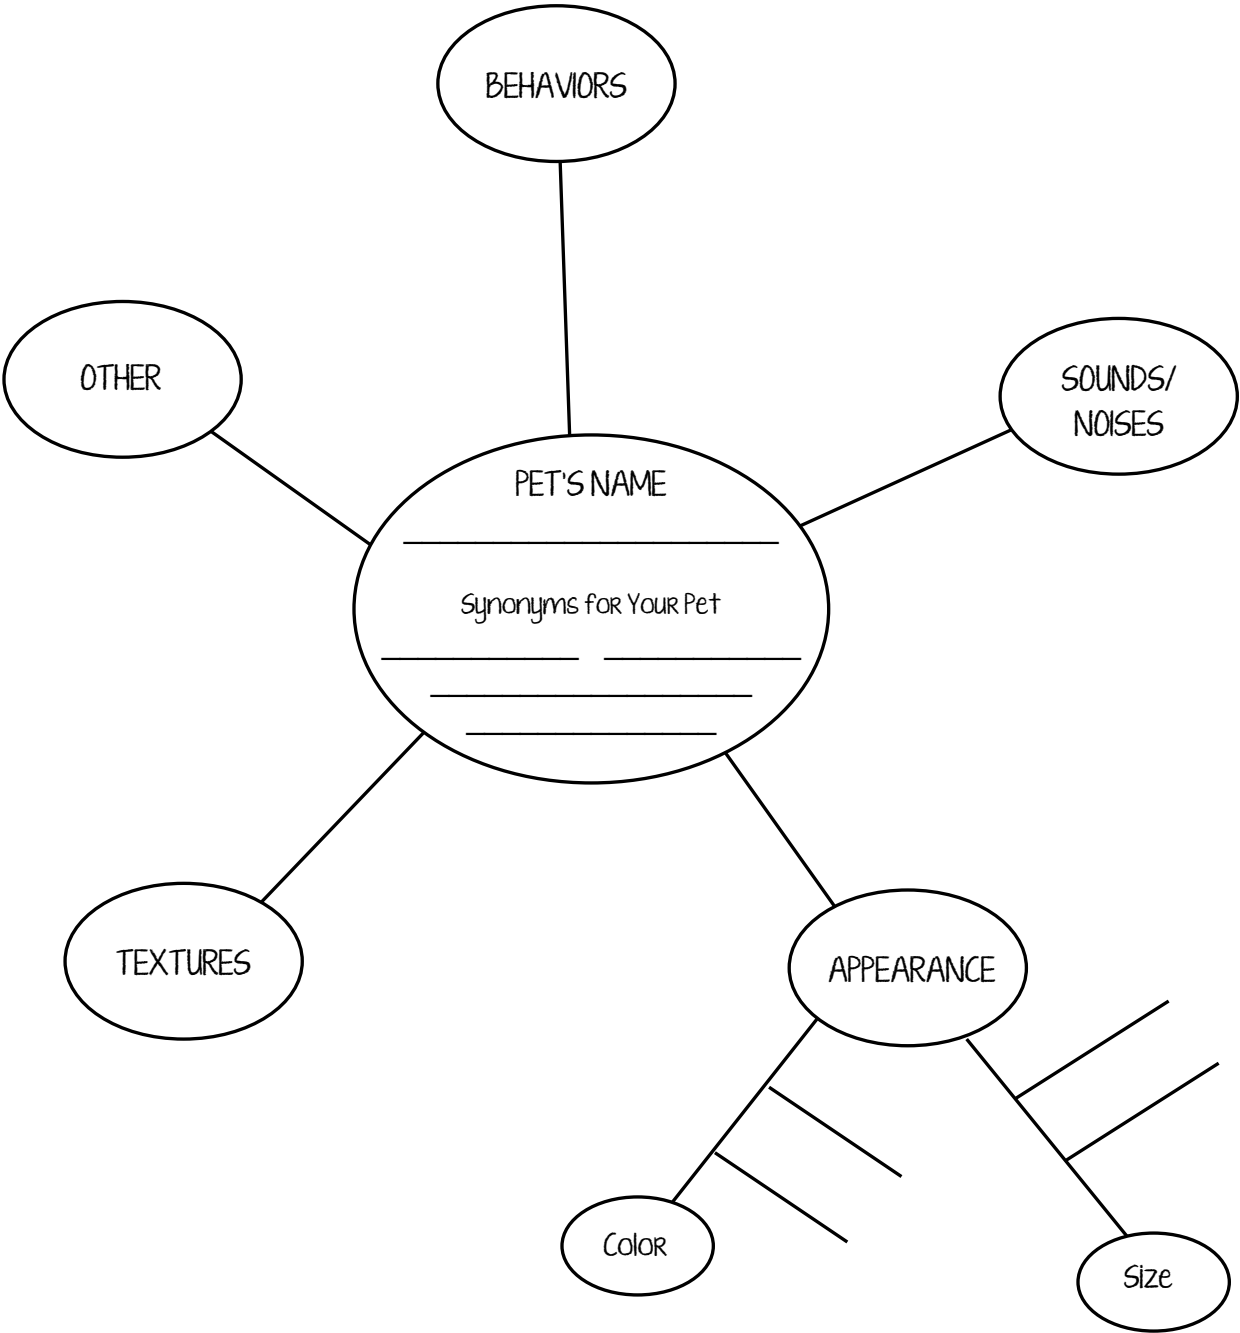 BEHAVIORS
OTHER
SOUNDS/
NOISES
PET'S NAME
Synonyms for Your Pet
TEXTURES
APPEARANCE
Color
Size